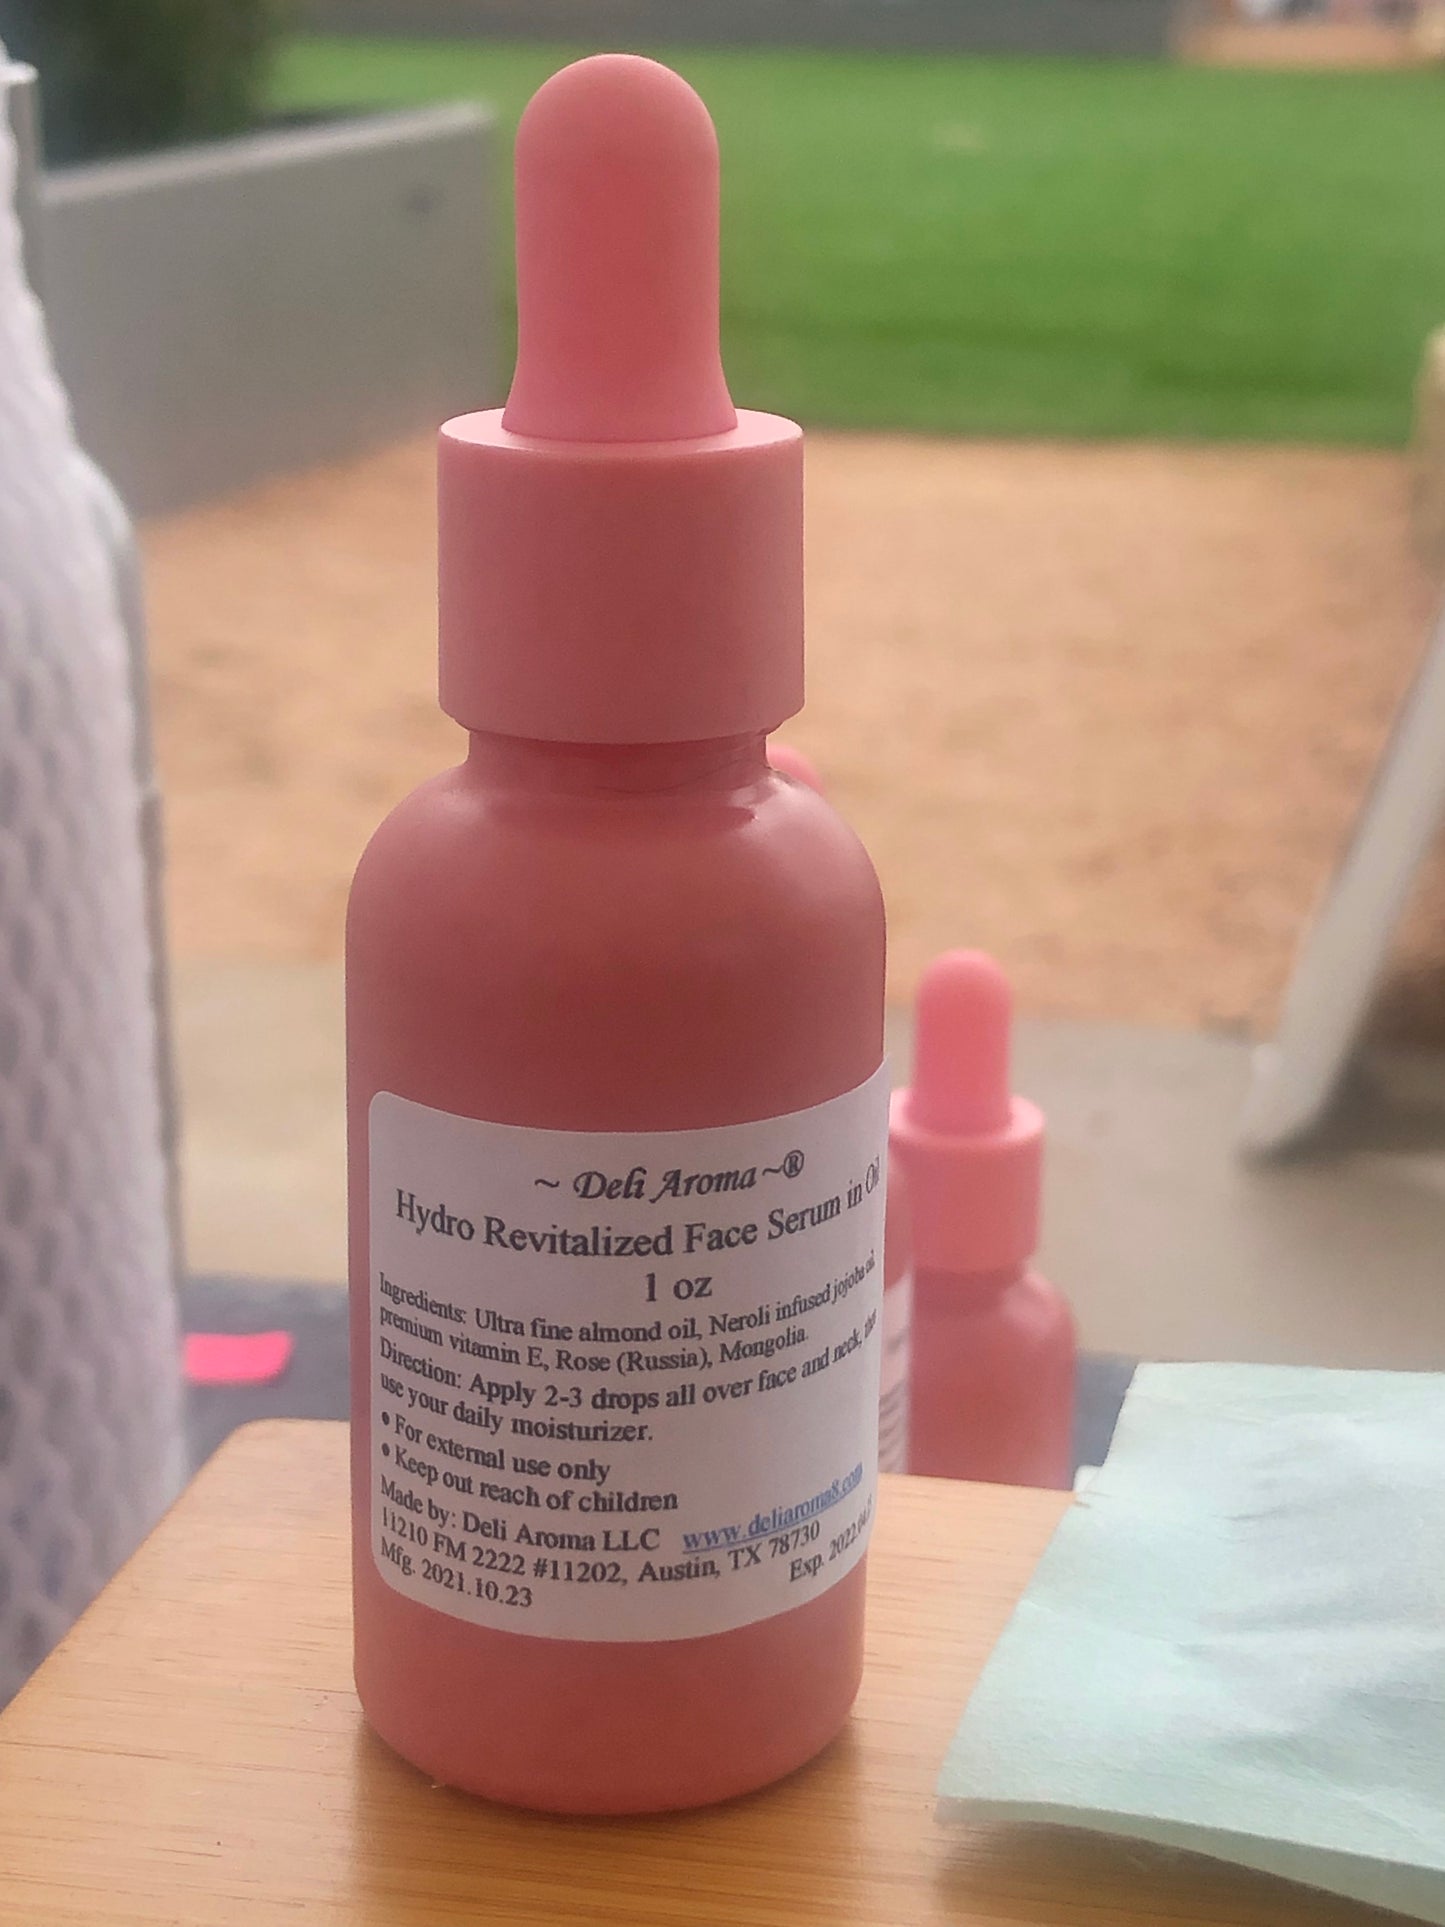 ~ Deli Aroma ~®
Hydro Revitalized Face Serum in Oil
1 oz
Ingredients: Ultra fine almond oil, Neroli infused jojoba oil,
premium vitamin E, Rose (Russia), Mongolia.
Direction: Apply 2-3 drops all over face and neck,
use your daily moisturizer.
• For external use only
• Keep out reach of children
Made by: Deli Aroma LLC www.deliaroma8.com
11210 FM 2222 #11202, Austin, TX 78730
Mfg. 2021.10.23 Exp.